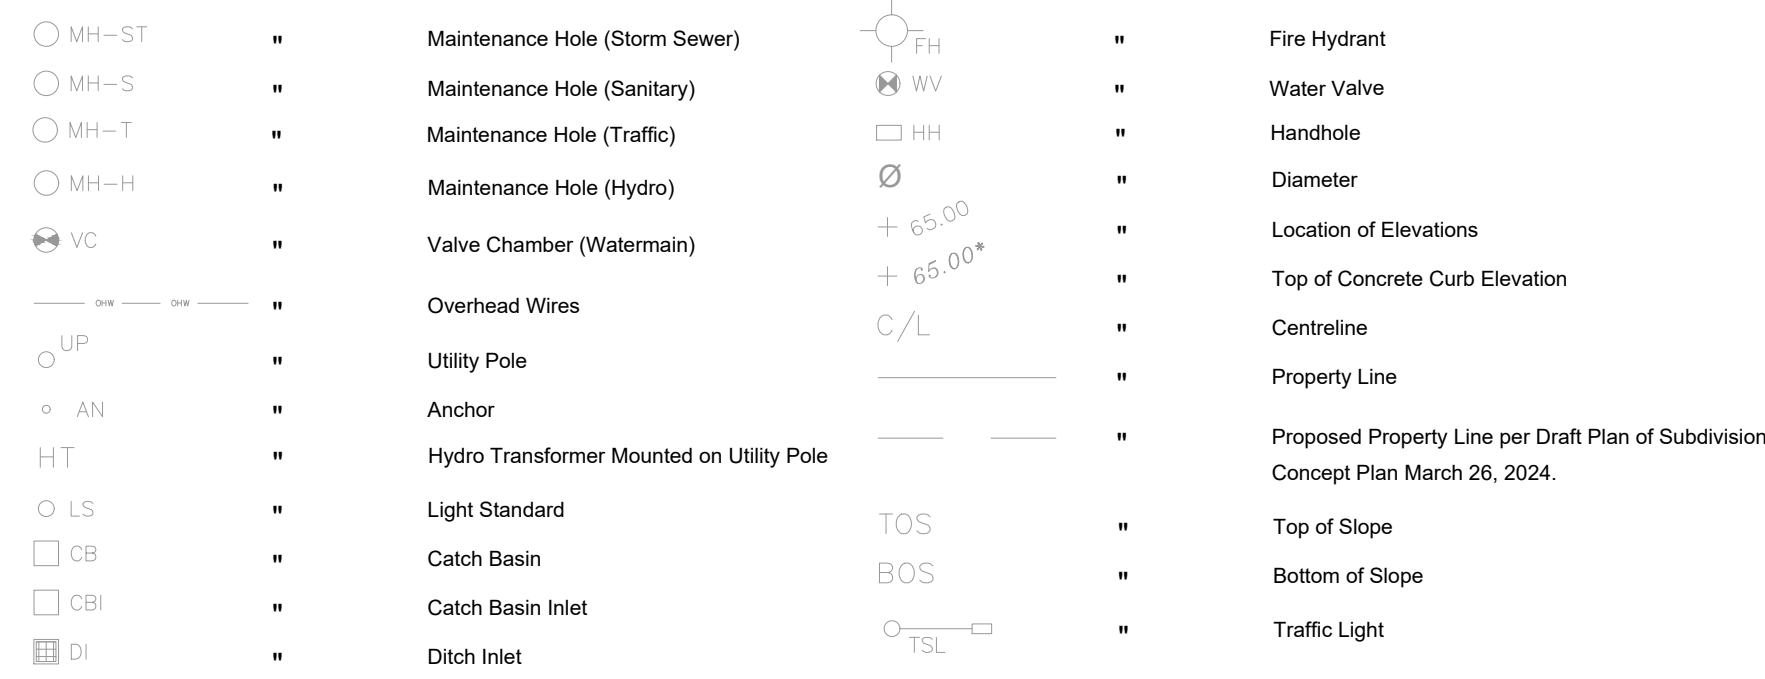 MH-ST " Maintenance Hole (Storm Sewer)
MH-S " Maintenance Hole (Sanitary)
MH-T " Maintenance Hole (Traffic)
MH-H " Maintenance Hole (Hydro)
VC " Valve Chamber (Watermain)
OHW OHW " Overhead Wires
UP " Utility Pole
AN " Anchor
HT " Hydro Transformer Mounted on Utility Pole
LS " Light Standard
CB " Catch Basin
CBI " Catch Basin Inlet
DI " Ditch Inlet
FH " Fire Hydrant
WV " Water Valve
HH " Handhole
Ø " Diameter
+ 65.00 " Location of Elevations
+ 65.00* " Top of Concrete Curb Elevation
C/L " Centreline
" Property Line
" Proposed Property Line per Draft Plan of Subdivision
Concept Plan March 26, 2024.
TOS " Top of Slope
BOS " Bottom of Slope
TSL " Traffic Light